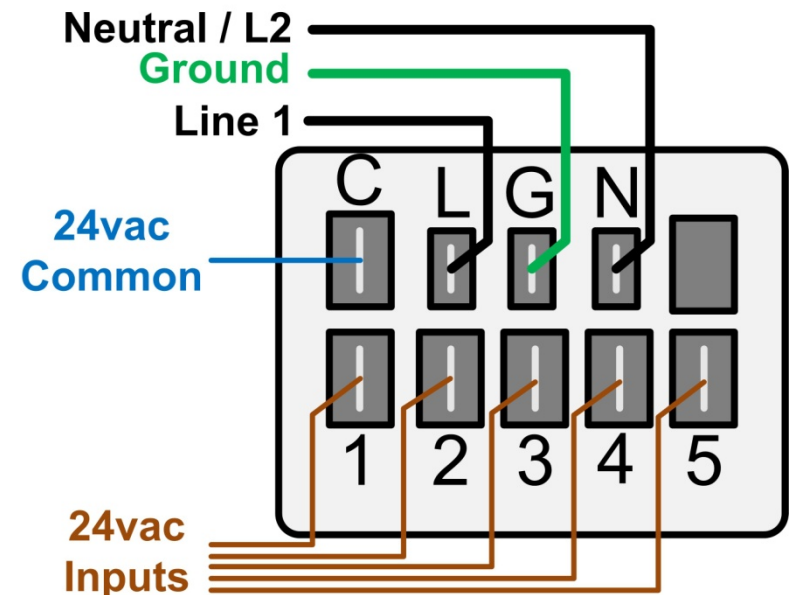 Neutral / L2
Ground
Line 1
C L G N
24vac
Common
1 2 3 4 5
24vac
Inputs